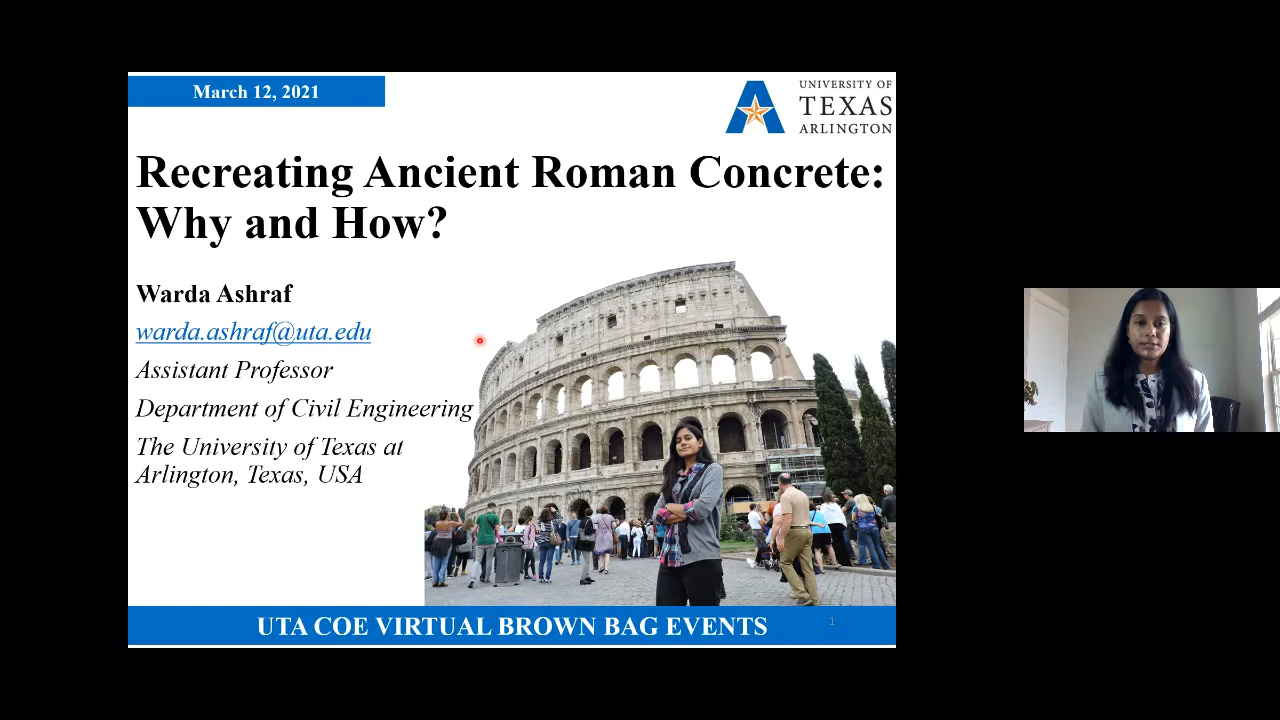 March 12, 2021
UNIVERSITY OF
TEXAS
ARLINGTON
Recreating Ancient Roman Concrete:
Why and How?
Warda Ashraf
warda.ashraf@uta.edu
Assistant Professor
Department of Civil Engineering
The University of Texas at
Arlington, Texas, USA
UTA COE VIRTUAL BROWN BAG EVENTS
1